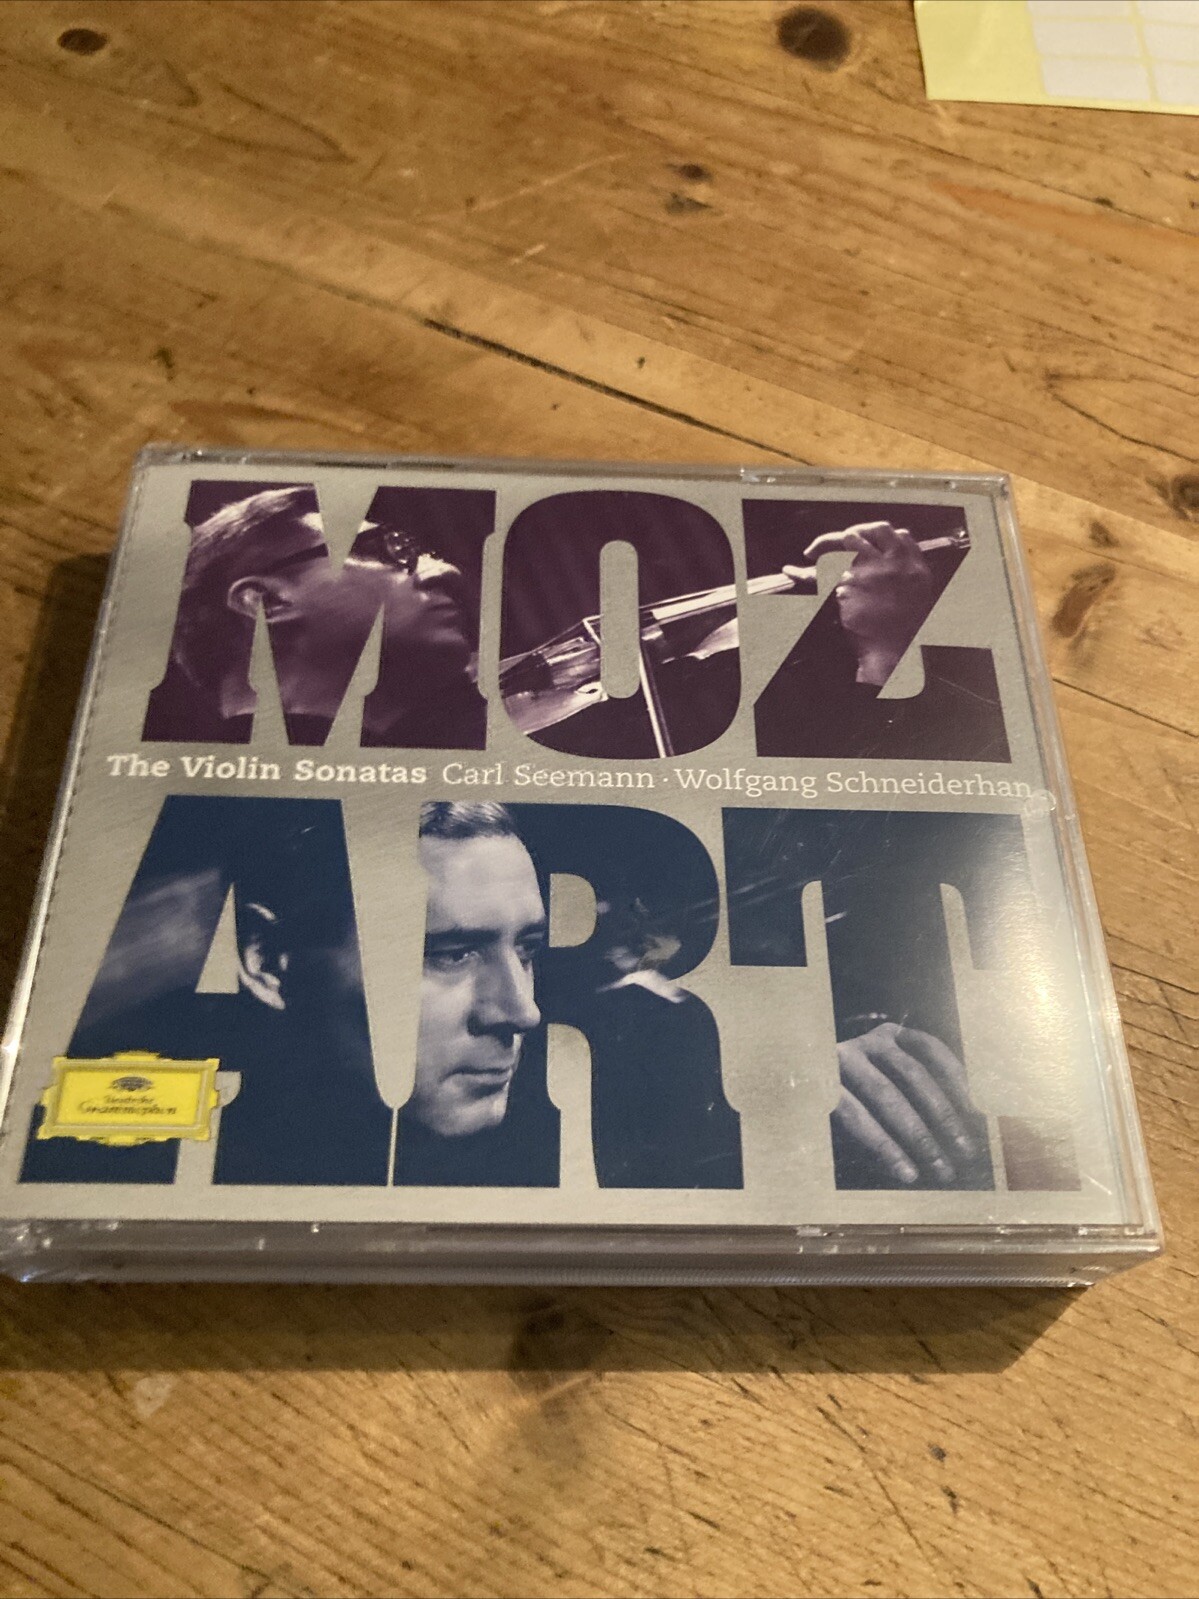 MOZ
The Violin Sonatas Carl Seemann · Wolfgang Schneiderhan
ART
Deutsche
Grammophon